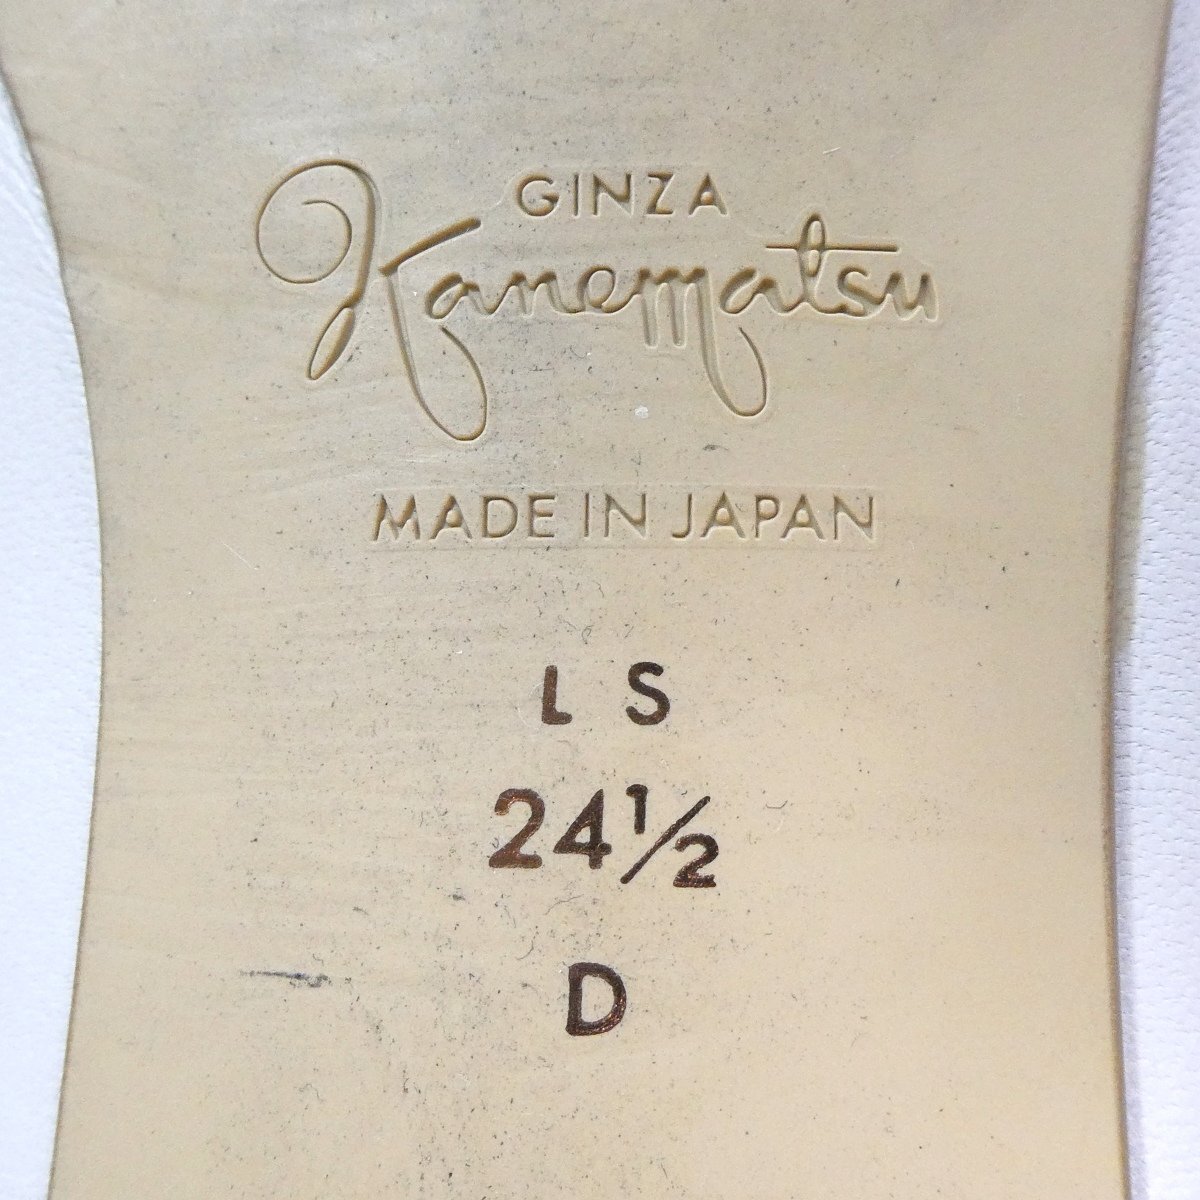 GINZA
Kanematsu
MADE IN JAPAN
L S
24½
D